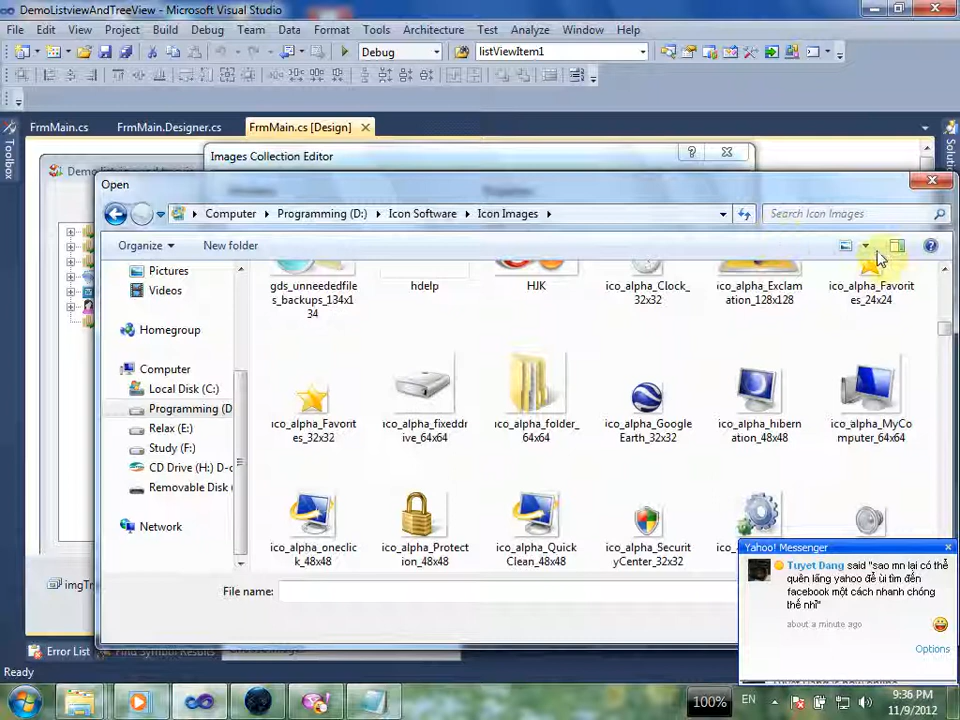 DemoListviewAndTreeView - Microsoft Visual Studio
File Edit View Project Build Debug Team Data Format Tools Architecture Test Analyze Window Help
Debug listViewItem1
FrmMain.cs FrmMain.Designer.cs FrmMain.cs [Design]
Toolbox
Images Collection Editor
Open
Computer Programming (D:) Icon Software Icon Images
Search Icon Images
Organize New folder
Pictures
Videos
Homegroup
Computer
Local Disk (C:)
Programming (D
Relax (E:)
Study (F:)
CD Drive (H:) D-c
Removable Disk
Network
gds_unneededfile
s_backups_134x1
34
hdelp
HJK
ico_alpha_Clock_
32x32
ico_alpha_Exclam
ation_128x128
ico_alpha_Favorit
es_24x24
ico_alpha_Favorit
es_32x32
ico_alpha_fixeddr
ive_64x64
ico_alpha_folder_
64x64
ico_alpha_Google
Earth_32x32
ico_alpha_hibern
ation_48x48
ico_alpha_MyCo
mputer_64x64
ico_alpha_oneclic
k_48x48
ico_alpha_Protect
ion_48x48
ico_alpha_Quick
Clean_48x48
ico_alpha_Securit
yCenter_32x32
File name:
Yahoo! Messenger
Tuyet Dang said "sao mn lại có thể
quên lãng yahoo để ùi tìm đến
facebook một cách nhanh chóng
thế nhỉ"
about a minute ago
Options
Error List Find Symbol Results
Ready
100% EN
9:36 PM
11/9/2012